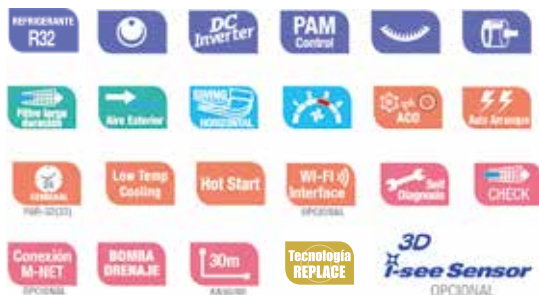 REFRIGERANTE
R32
DC
Inverter
PAM
Control
Filtro larga
duración
Aire Exterior
SWING
HORIZONTAL
ACO
Auto Arranque
Low Temp
Cooling
Hot Start
WI-FI
Interface
OPCIONAL
Self
Diagnosis
CHECK
Conexión
M-NET
OPCIONAL
BOMBA
DRENAJE
30m
Tecnología
REPLACE
3D
i-see Sensor
OPCIONAL